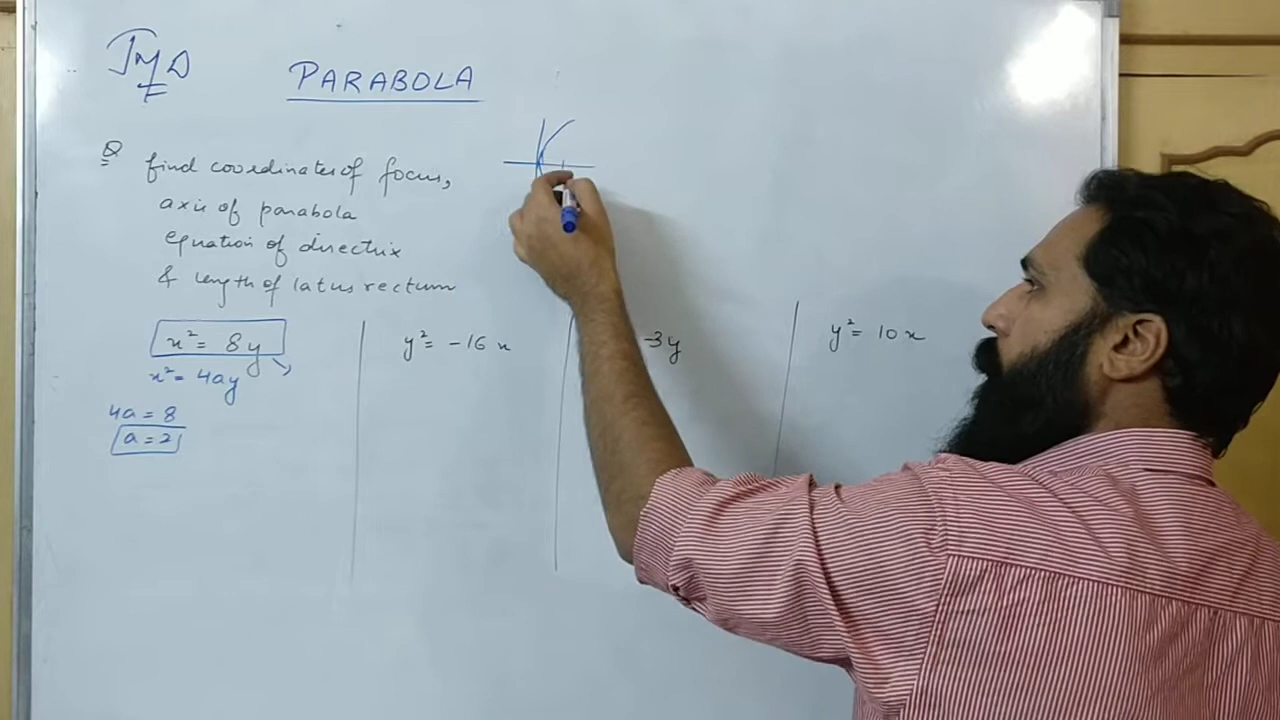 JMD
PARABOLA
Q find coordinates of focus,
axis of parabola
equation of directrix
& length of latus rectum
x² = 8y
x² = 4ay
4a = 8
a = 2
y² = -16x
-3y
y² = 10x